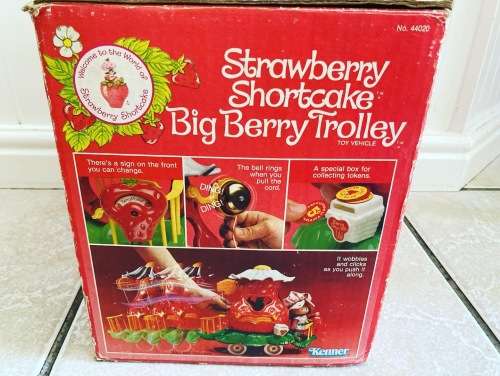 No. 44020
Welcome to the World of
Strawberry Shortcake
Strawberry
Shortcake
Big Berry Trolley
TOY VEHICLE
There's a sign on the front
you can change.
The bell rings
when you
pull the
cord.
DING!
DING!
A special box for
collecting tokens.
It wobbles
and clicks
as you push it
along.
Kenner